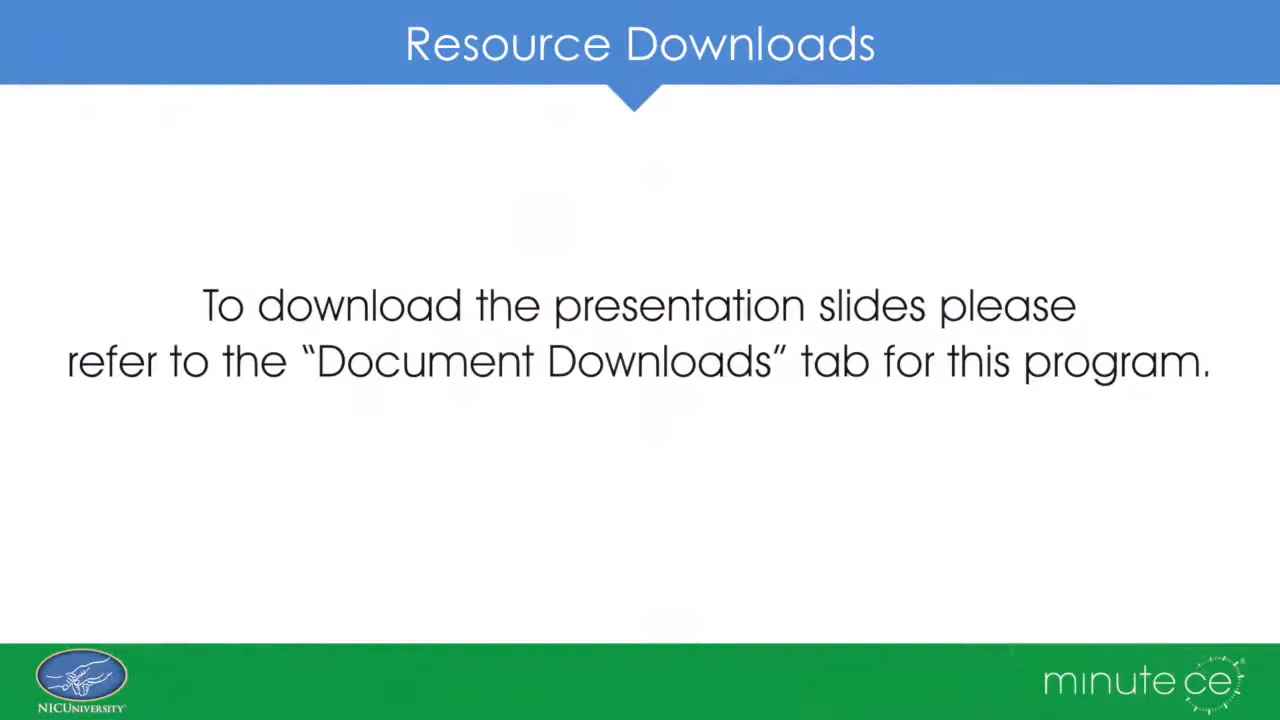 Resource Downloads
To download the presentation slides please
refer to the “Document Downloads” tab for this program.
NICUNIVERSITY®
minute ce®